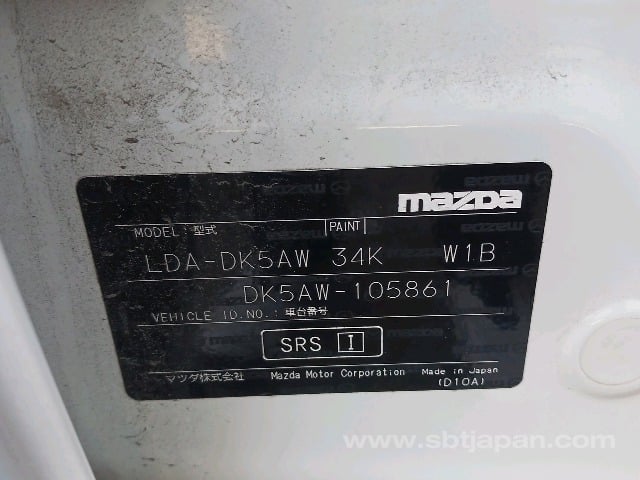 mazda
MODEL:型式 PAINT
LDA-DK5AW 34K W1B
DK5AW-105861
VEHICLE ID.NO.:車台番号
SRS I
マツダ株式会社 Mazda Motor Corporation Made in Japan
(D10A)
www.sbtjapan.com